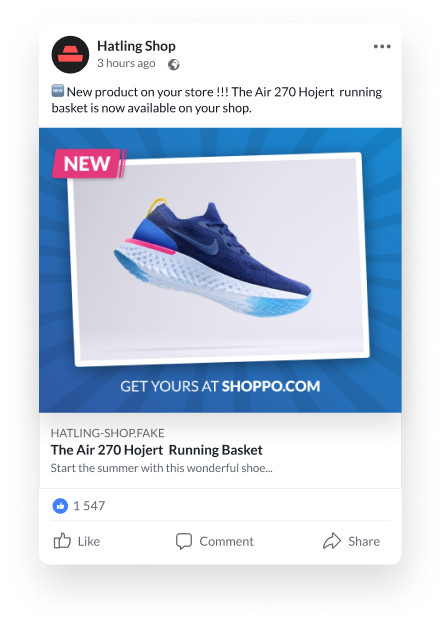 Hatling Shop
3 hours ago
🆕 New product on your store !!! The Air 270 Hojert  running
basket is now available on your shop.
NEW
GET YOURS AT SHOPPO.COM
HATLING-SHOP.FAKE
The Air 270 Hojert  Running Basket
Start the summer with this wonderful shoe...
1 547
Like
Comment
Share